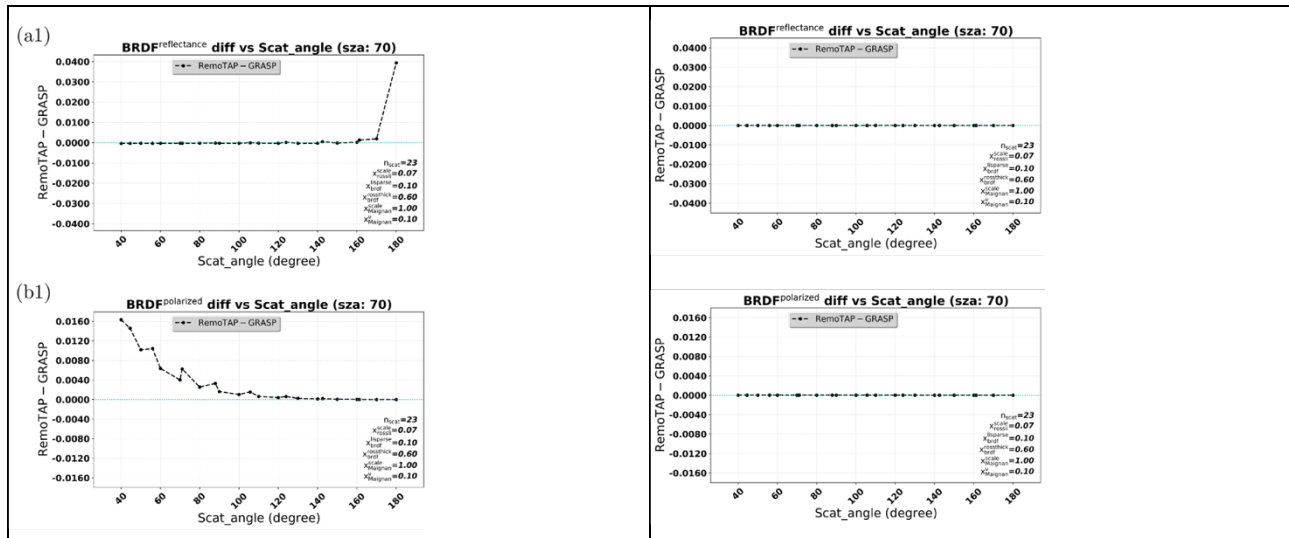 (a1)
BRDF^reflectance diff vs Scat_angle (sza: 70)
RemoTAP − GRASP
0.0400
0.0300
0.0200
0.0100
0.0000
-0.0100
-0.0200
-0.0300
-0.0400
RemoTAP − GRASP
n_scat=23
x_rossli^scale=0.07
x_brdf^lisparse=0.10
x_brdf^rossthick=0.60
x_Maignan^scale=1.00
x_Maignan^v=0.10
40 60 80 100 120 140 160 180
Scat_angle (degree)
BRDF^reflectance diff vs Scat_angle (sza: 70)
RemoTAP − GRASP
0.0400
0.0300
0.0200
0.0100
0.0000
-0.0100
-0.0200
-0.0300
-0.0400
RemoTAP − GRASP
n_scat=23
x_rossli^scale=0.07
x_brdf^lisparse=0.10
x_brdf^rossthick=0.60
x_Maignan^scale=1.00
x_Maignan^v=0.10
40 60 80 100 120 140 160 180
Scat_angle (degree)
(b1)
BRDF^polarized diff vs Scat_angle (sza: 70)
RemoTAP − GRASP
0.0160
0.0120
0.0080
0.0040
0.0000
-0.0040
-0.0080
-0.0120
-0.0160
RemoTAP − GRASP
n_scat=23
x_rossli^scale=0.07
x_brdf^lisparse=0.10
x_brdf^rossthick=0.60
x_Maignan^scale=1.00
x_Maignan^v=0.10
40 60 80 100 120 140 160 180
Scat_angle (degree)
BRDF^polarized diff vs Scat_angle (sza: 70)
RemoTAP − GRASP
0.0160
0.0120
0.0080
0.0040
0.0000
-0.0040
-0.0080
-0.0120
-0.0160
RemoTAP − GRASP
n_scat=23
x_rossli^scale=0.07
x_brdf^lisparse=0.10
x_brdf^rossthick=0.60
x_Maignan^scale=1.00
x_Maignan^v=0.10
40 60 80 100 120 140 160 180
Scat_angle (degree)